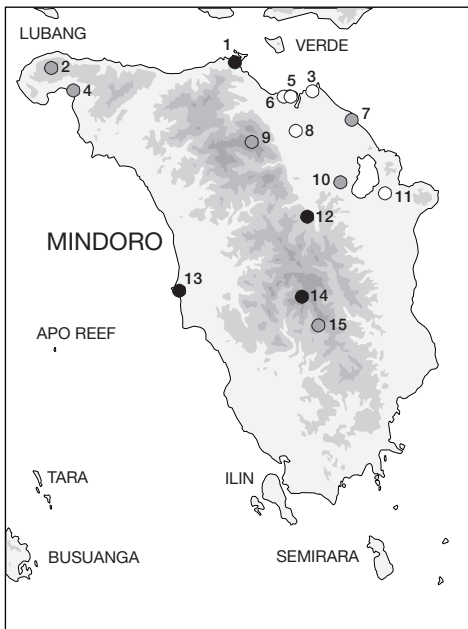 LUBANG
VERDE
1
2
3
4
5
6
7
8
9
10
11
12
MINDORO
13
14
15
APO REEF
TARA
ILIN
BUSUANGA
SEMIRARA